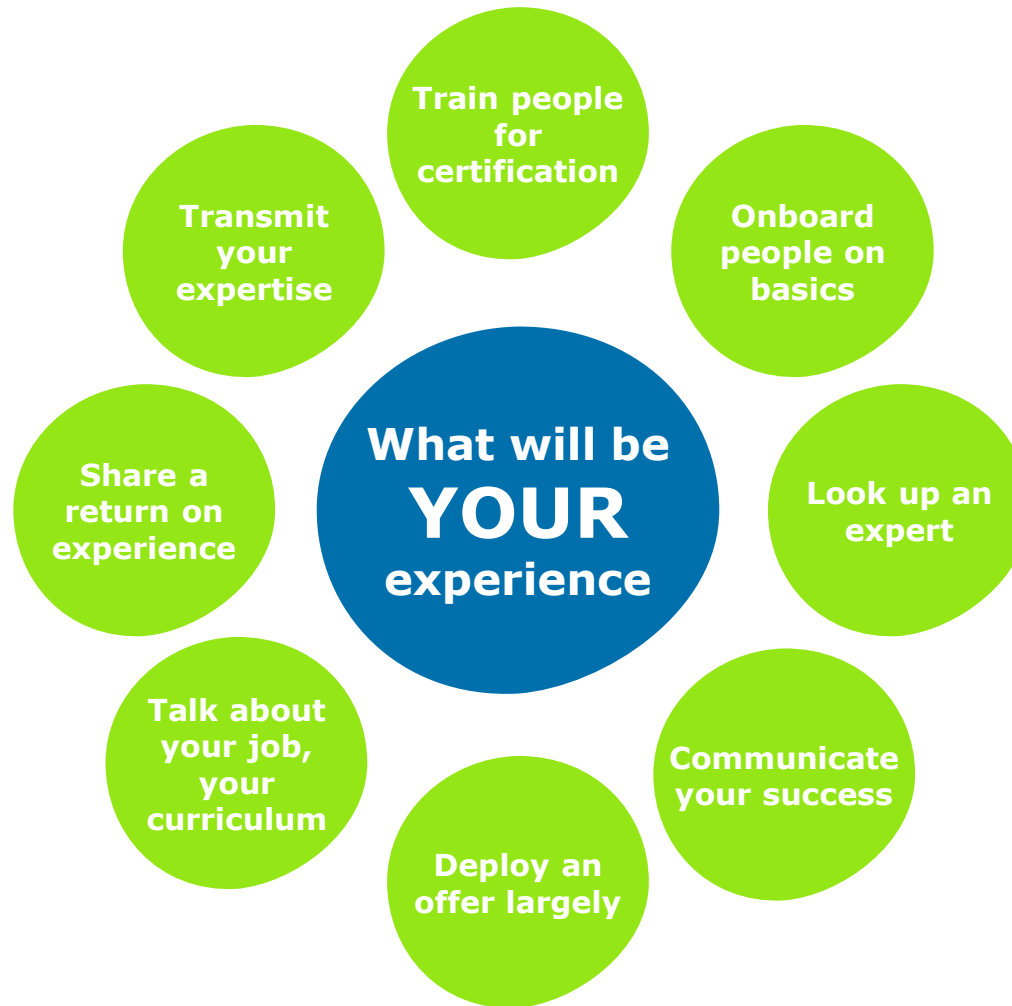 Train people
for
certification
Transmit
your
expertise
Onboard
people on
basics
What will be
YOUR
experience
Share a
return on
experience
Look up an
expert
Talk about
your job,
your
curriculum
Communicate
your success
Deploy an
offer largely